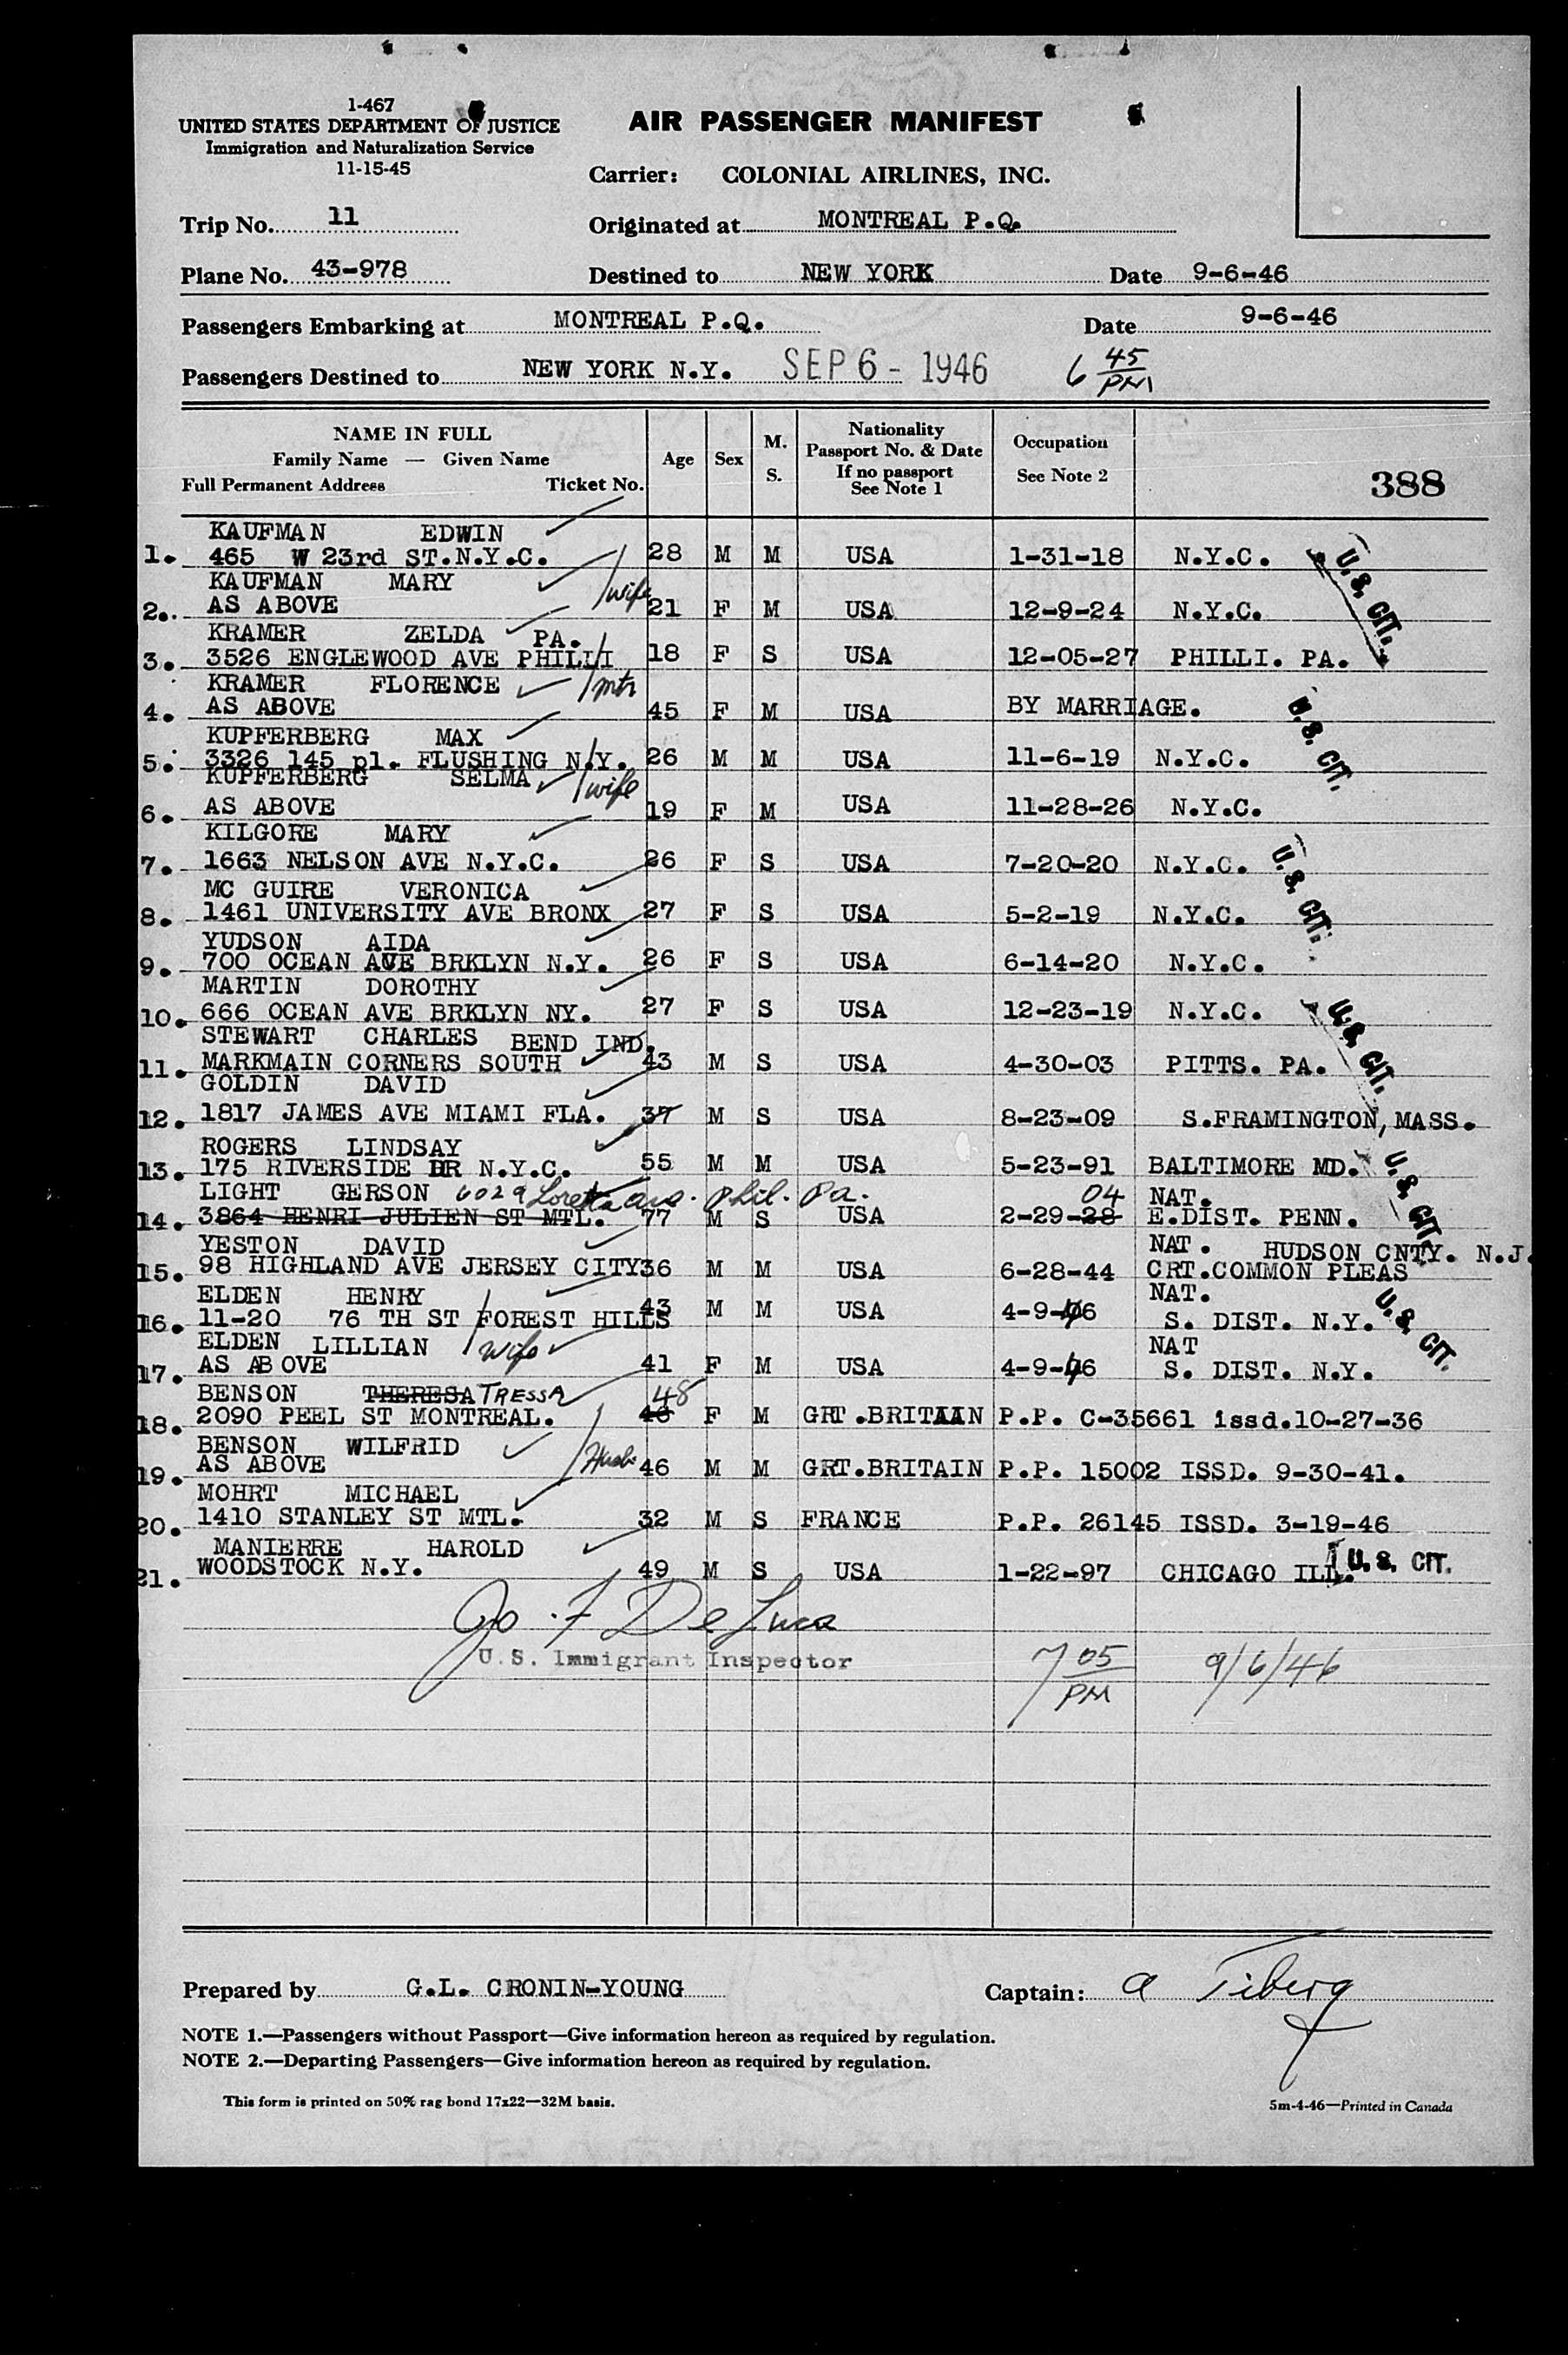 1-467
UNITED STATES DEPARTMENT OF JUSTICE
Immigration and Naturalization Service
11-15-45
AIR PASSENGER MANIFEST
Carrier: COLONIAL AIRLINES, INC.
Trip No. 11 Originated at MONTREAL P.Q.
Plane No. 43-978 Destined to NEW YORK Date 9-6-46
Passengers Embarking at MONTREAL P.Q. Date 9-6-46
Passengers Destined to NEW YORK N.Y. SEP 6 - 1946 6 45 PM
NAME IN FULL
Family Name — Given Name
Full Permanent Address Ticket No.
Age
Sex
M. S.
Nationality
Passport No. & Date
If no passport
See Note 1
Occupation
See Note 2
388
KAUFMAN EDWIN
1. 465 W 23rd ST.N.Y.C. 28 M M USA 1-31-18 N.Y.C. U.S. CIT.
KAUFMAN MARY
2. AS ABOVE wife 21 F M USA 12-9-24 N.Y.C.
KRAMER ZELDA PA.
3. 3526 ENGLEWOOD AVE PHILLI 18 F S USA 12-05-27 PHILLI. PA.
KRAMER FLORENCE mtr
4. AS ABOVE 45 F M USA BY MARRIAGE. U.S. CIT.
KUPFERBERG MAX
5. 3326 145 pl. FLUSHING N.Y. 26 M M USA 11-6-19 N.Y.C.
KUPFERBERG SELMA wife
6. AS ABOVE 19 F M USA 11-28-26 N.Y.C.
KILGORE MARY
7. 1663 NELSON AVE N.Y.C. 26 F S USA 7-20-20 N.Y.C. U.S. CIT.
MC GUIRE VERONICA
8. 1461 UNIVERSITY AVE BRONX 27 F S USA 5-2-19 N.Y.C.
YUDSON AIDA
9. 700 OCEAN AVE BRKLYN N.Y. 26 F S USA 6-14-20 N.Y.C.
MARTIN DOROTHY
10. 666 OCEAN AVE BRKLYN NY. 27 F S USA 12-23-19 N.Y.C. U.S. CIT.
STEWART CHARLES BEND IND.
11. MARKMAIN CORNERS SOUTH 43 M S USA 4-30-03 PITTS. PA.
GOLDIN DAVID
12. 1817 JAMES AVE MIAMI FLA. 37 M S USA 8-23-09 S.FRAMINGTON, MASS.
ROGERS LINDSAY
13. 175 RIVERSIDE DR N.Y.C. 55 M M USA 5-23-91 BALTIMORE MD. U.S. CIT.
LIGHT GERSON 6029 Loretta ave. Phil. Pa. 04 NAT.
14. 3864 HENRI JULIEN ST MTL. 77 M S USA 2-29-28 E.DIST. PENN.
YESTON DAVID NAT. HUDSON CNTY. N.J.
15. 98 HIGHLAND AVE JERSEY CITY 36 M M USA 6-28-44 CRT.COMMON PLEAS
ELDEN HENRY NAT.
16. 11-20 76 TH ST FOREST HILLS 43 M M USA 4-9-46 S. DIST. N.Y. U.S. CIT.
ELDEN LILLIAN wife NAT
17. AS ABOVE 41 F M USA 4-9-46 S. DIST. N.Y.
BENSON THERESA TRESSA 48
18. 2090 PEEL ST MONTREAL. 46 F M GRT.BRITAIN P.P. C-35661 issd.10-27-36
BENSON WILFRID
19. AS ABOVE Husb 46 M M GRT.BRITAIN P.P. 15002 ISSD. 9-30-41.
MOHRT MICHAEL
20. 1410 STANLEY ST MTL. 32 M S FRANCE P.P. 26145 ISSD. 3-19-46
MANIERRE HAROLD
21. WOODSTOCK N.Y. 49 M S USA 1-22-97 CHICAGO ILL. U.S. CIT.
Jo. F De Luca
U.S. Immigrant Inspector 7 05 PM 9/6/46
Prepared by G.L. CRONIN-YOUNG Captain: A Tiberg
NOTE 1.—Passengers without Passport—Give information hereon as required by regulation.
NOTE 2.—Departing Passengers—Give information hereon as required by regulation.
This form is printed on 50% rag bond 17x22—32M basis. 5m-4-46—Printed in Canada